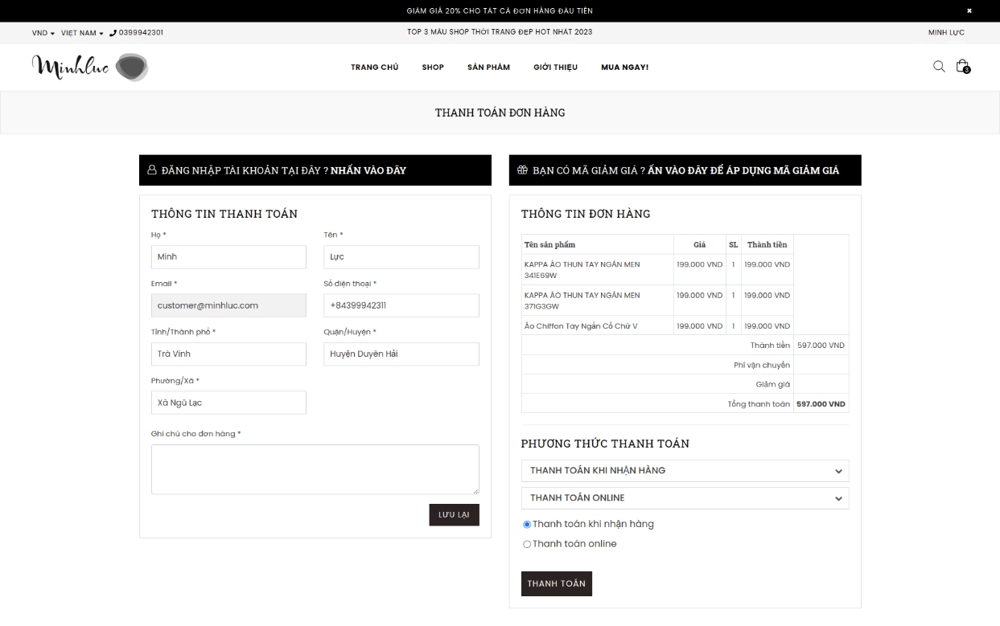 GIẢM GIÁ 20% CHO TẤT CẢ ĐƠN HÀNG ĐẦU TIÊN
VND VIỆT NAM 0399942301
TOP 3 MẪU SHOP THỜI TRANG ĐẸP HOT NHẤT 2023
MINH LỰC
Minhluc
TRANG CHỦ SHOP SẢN PHẨM GIỚI THIỆU MUA NGAY!
3
THANH TOÁN ĐƠN HÀNG
ĐĂNG NHẬP TÀI KHOẢN TẠI ĐÂY ? NHẤN VÀO ĐÂY
THÔNG TIN THANH TOÁN
Họ * Tên *
Minh Lực
Email * Số điện thoại *
customer@minhluc.com +84399942311
Tỉnh/Thành phố * Quận/Huyện *
Trà Vinh Huyện Duyên Hải
Phường/Xã *
Xã Ngũ Lạc
Ghi chú cho đơn hàng *
LƯU LẠI
BẠN CÓ MÃ GIẢM GIÁ ? ẤN VÀO ĐÂY ĐỂ ÁP DỤNG MÃ GIẢM GIÁ
THÔNG TIN ĐƠN HÀNG
Tên sản phẩm Giá SL Thành tiền
KAPPA ÁO THUN TAY NGẮN MEN 199.000 VND 1 199.000 VND
341E69W
KAPPA ÁO THUN TAY NGẮN MEN 199.000 VND 1 199.000 VND
371G3GW
Áo Chiffon Tay Ngắn Cổ Chữ V 199.000 VND 1 199.000 VND
Thành tiền 597.000 VND
Phí vận chuyển
Giảm giá
Tổng thanh toán 597.000 VND
PHƯƠNG THỨC THANH TOÁN
THANH TOÁN KHI NHẬN HÀNG
THANH TOÁN ONLINE
Thanh toán khi nhận hàng
Thanh toán online
THANH TOÁN